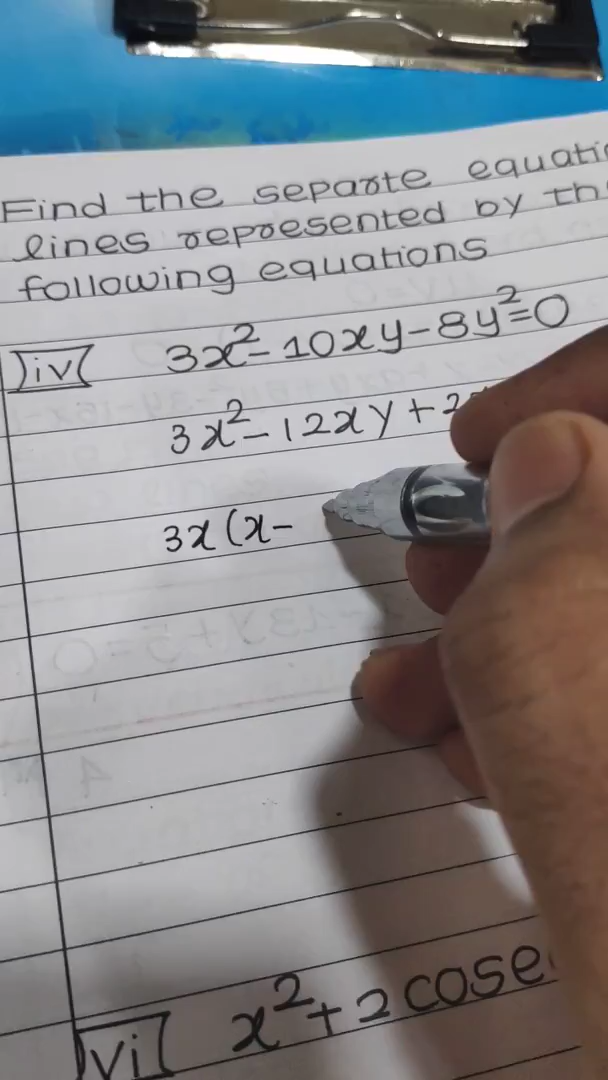 Find the separte equatio
lines represented by th
following equations
iv 3x²-10xy-8y²=0
3x²-12xy+2
3x(x-
vi x²+2cose